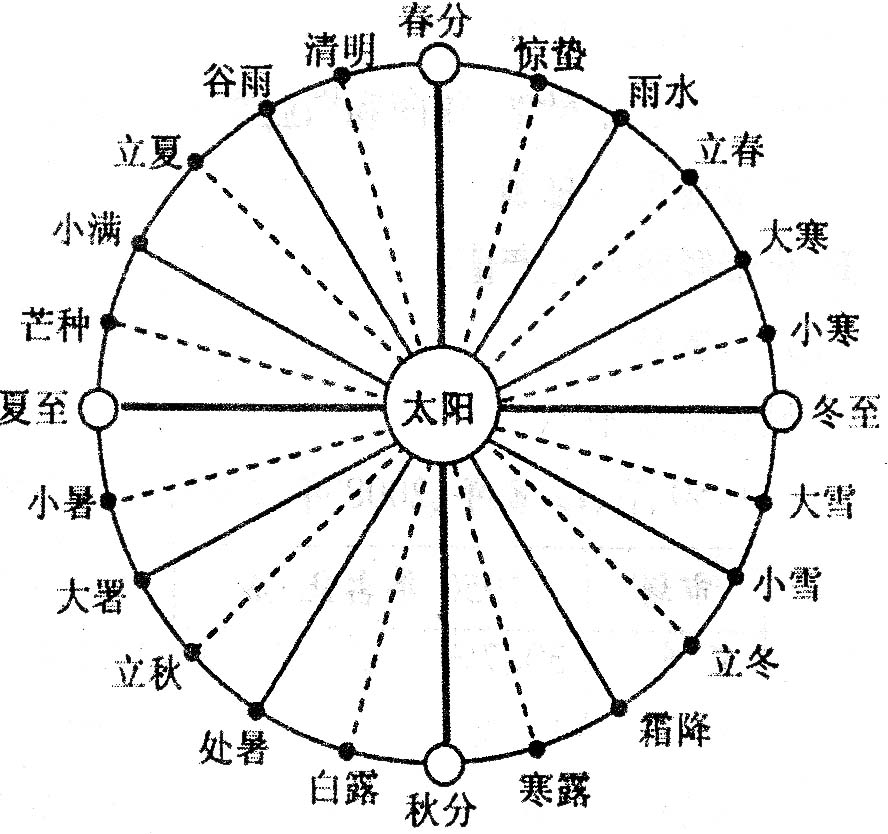 春分
清明
惊蛰
谷雨
雨水
立夏
立春
小满
大寒
芒种
小寒
夏至
太阳
冬至
小暑
大雪
大署
小雪
立秋
立冬
处暑
霜降
白露
寒露
秋分